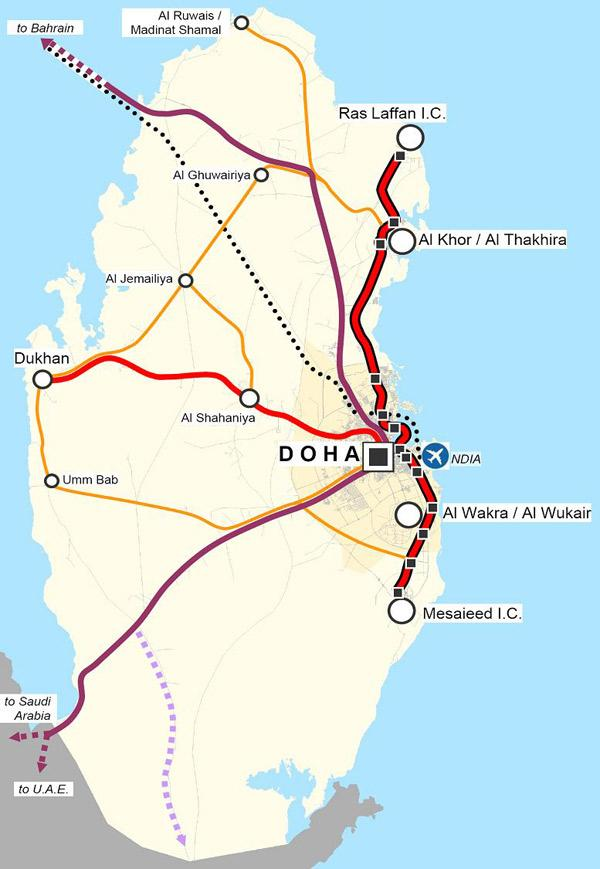 to Bahrain
Al Ruwais /
Madinat Shamal
Ras Laffan I.C.
Al Ghuwairiya
Al Khor / Al Thakhira
Al Jemailiya
Dukhan
Al Shahaniya
DOHA
NDIA
Umm Bab
Al Wakra / Al Wukair
Mesaieed I.C.
to Saudi
Arabia
to U.A.E.